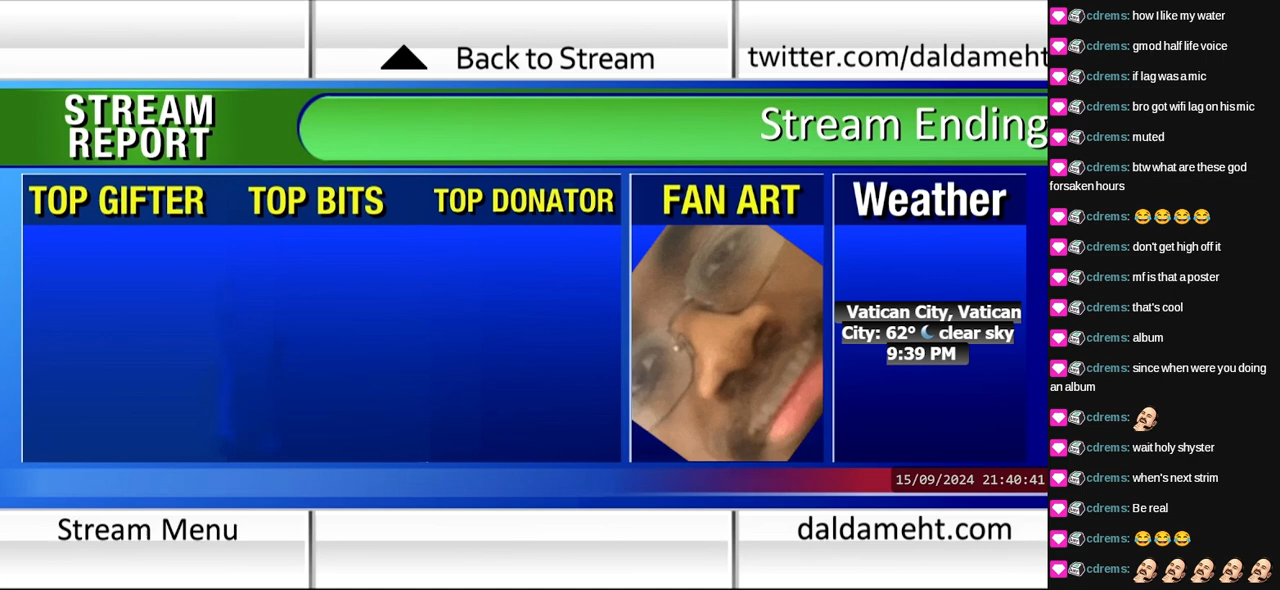 Back to Stream
twitter.com/daldameht
STREAM
REPORT
Stream Ending
TOP GIFTER
TOP BITS
TOP DONATOR
FAN ART
Weather
Vatican City, Vatican
City: 62° 🌙 clear sky
9:39 PM
15/09/2024 21:40:41
Stream Menu
daldameht.com
cdrems: how I like my water
cdrems: gmod half life voice
cdrems: if lag was a mic
cdrems: bro got wifi lag on his mic
cdrems: muted
cdrems: btw what are these god
forsaken hours
cdrems: 😂😂😂😂
cdrems: don't get high off it
cdrems: mf is that a poster
cdrems: that's cool
cdrems: album
cdrems: since when were you doing
an album
cdrems:
cdrems: wait holy shyster
cdrems: when's next strim
cdrems: Be real
cdrems: 😂😂😂
cdrems: